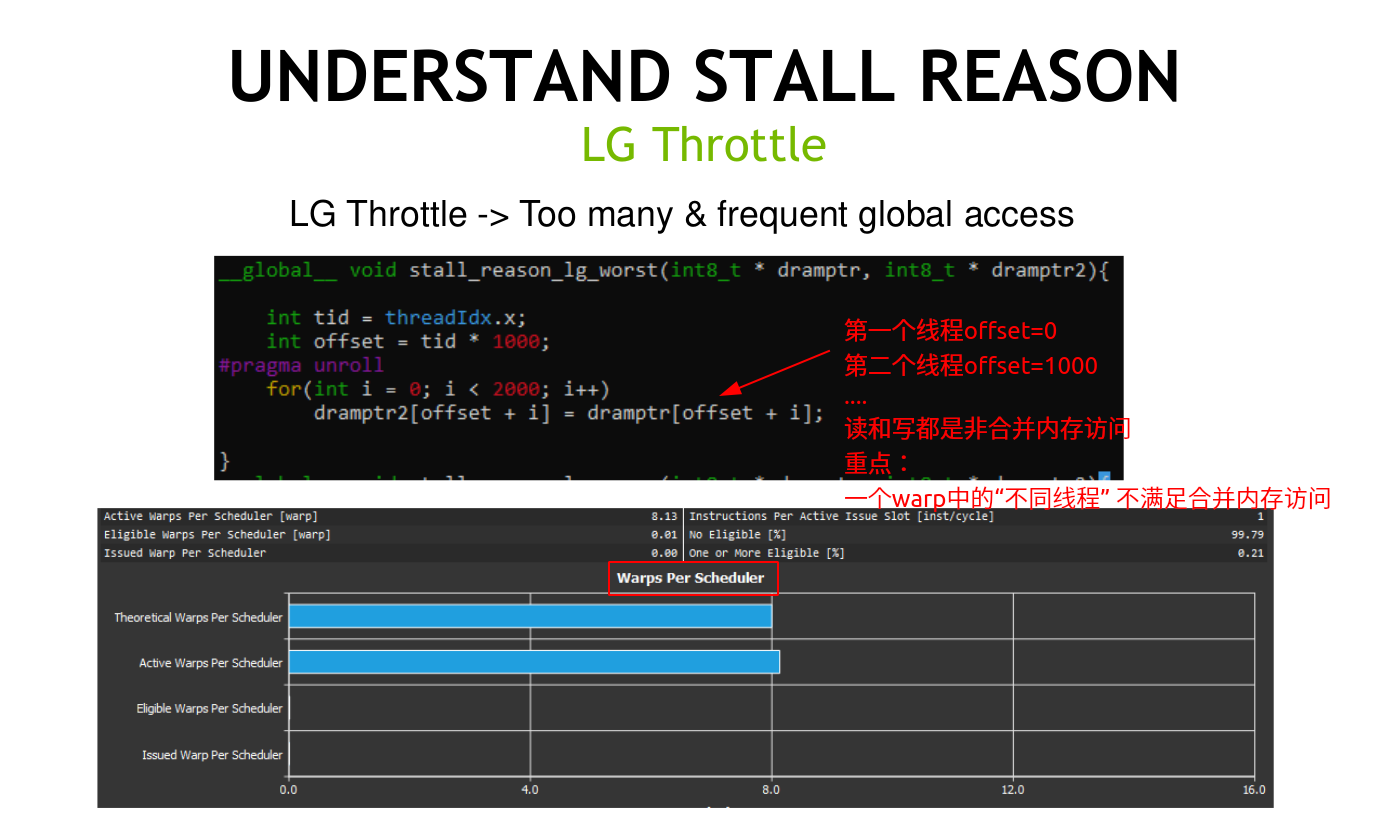 UNDERSTAND STALL REASON
LG Throttle
LG Throttle -> Too many & frequent global access
__global__ void stall_reason_lg_worst(int8_t * dramptr, int8_t * dramptr2){
int tid = threadIdx.x;
int offset = tid * 1000;
#pragma unroll
for(int i = 0; i < 2000; i++)
dramptr2[offset + i] = dramptr[offset + i];
}
第一个线程offset=0
第二个线程offset=1000
....
读和写都是非合并内存访问
重点：
一个warp中的“不同线程” 不满足合并内存访问
Active Warps Per Scheduler [warp] 8.13 Instructions Per Active Issue Slot [inst/cycle] 1
Eligible Warps Per Scheduler [warp] 0.01 No Eligible [%] 99.79
Issued Warp Per Scheduler 0.00 One or More Eligible [%] 0.21
Warps Per Scheduler
Theoretical Warps Per Scheduler
Active Warps Per Scheduler
Eligible Warps Per Scheduler
Issued Warp Per Scheduler
0.0 4.0 8.0 12.0 16.0